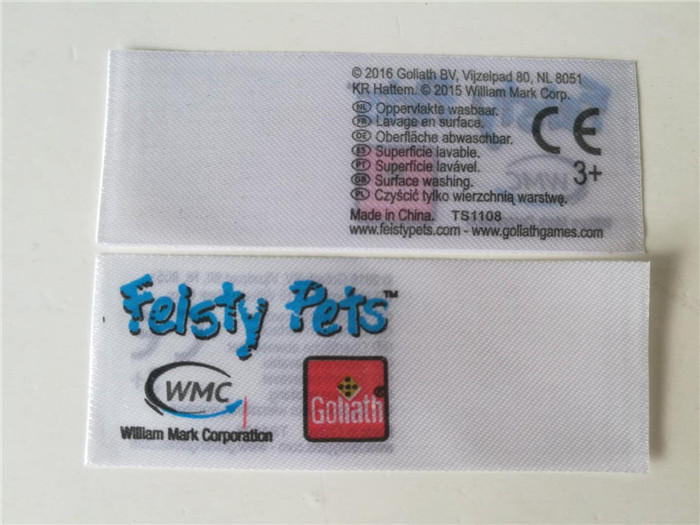 © 2016 Goliath BV, Vijzelpad 80, NL 8051
KR Hattem. © 2015 William Mark Corp.
NL Oppervlakte wasbaar.
FR Lavage en surface.
DE Oberfläche abwaschbar.
ES Superficie lavable.
PT Superfície lavável.
GB Surface washing.
PL Czyścić tylko wierzchnią warstwę.
CE
3+
Made in China. TS1108
www.feistypets.com - www.goliathgames.com
Feisty Pets™
WMC
William Mark Corporation
Goliath